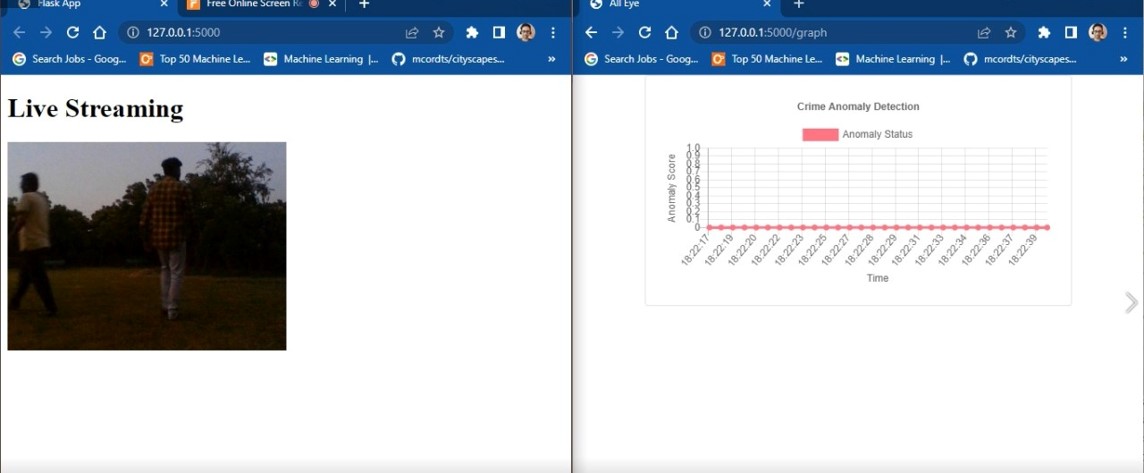 Flask App
Free Online Screen Re
127.0.0.1:5000
Search Jobs - Goog...
Top 50 Machine Le...
Machine Learning |...
mcordts/cityscapes...
»
Live Streaming
All Eye
127.0.0.1:5000/graph
Search Jobs - Goog...
Top 50 Machine Le...
Machine Learning |...
mcordts/cityscapes...
»
Crime Anomaly Detection
Anomaly Status
Anomaly Score
1.0
0.9
0.8
0.7
0.6
0.5
0.4
0.3
0.2
0.1
0
18:22:17
18:22:19
18:22:20
18:22:22
18:22:23
18:22:25
18:22:27
18:22:28
18:22:29
18:22:31
18:22:33
18:22:34
18:22:36
18:22:37
18:22:39
Time